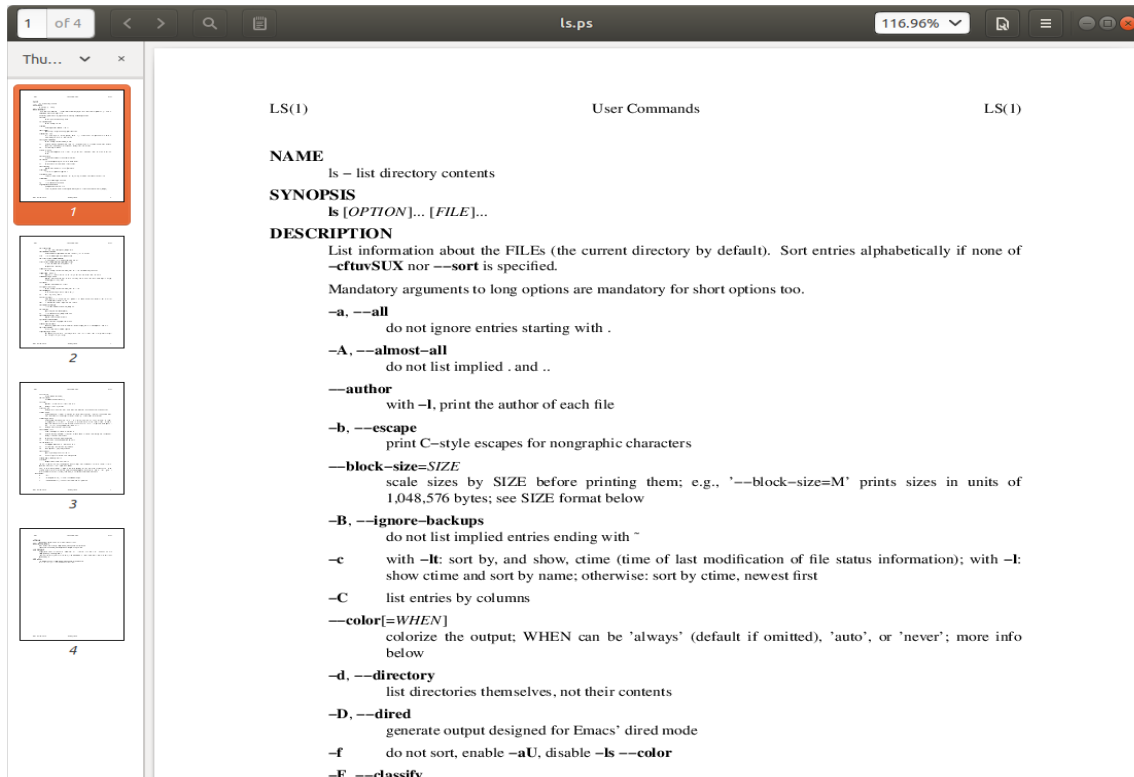 1 of 4
ls.ps
116.96%
Thu...
×
1
2
3
4
LS(1) User Commands LS(1)
NAME
ls − list directory contents
SYNOPSIS
ls [OPTION]... [FILE]...
DESCRIPTION
List information about the FILEs (the current directory by default). Sort entries alphabetically if none of
−cftuvSUX nor −−sort is specified.
Mandatory arguments to long options are mandatory for short options too.
−a, −−all
do not ignore entries starting with .
−A, −−almost−all
do not list implied . and ..
−−author
with −l, print the author of each file
−b, −−escape
print C−style escapes for nongraphic characters
−−block−size=SIZE
scale sizes by SIZE before printing them; e.g., '−−block−size=M' prints sizes in units of
1,048,576 bytes; see SIZE format below
−B, −−ignore−backups
do not list implied entries ending with ~
−c with −lt: sort by, and show, ctime (time of last modification of file status information); with −l:
show ctime and sort by name; otherwise: sort by ctime, newest first
−C list entries by columns
−−color[=WHEN]
colorize the output; WHEN can be 'always' (default if omitted), 'auto', or 'never'; more info
below
−d, −−directory
list directories themselves, not their contents
−D, −−dired
generate output designed for Emacs' dired mode
−f do not sort, enable −aU, disable −ls −−color
−F, −−classify